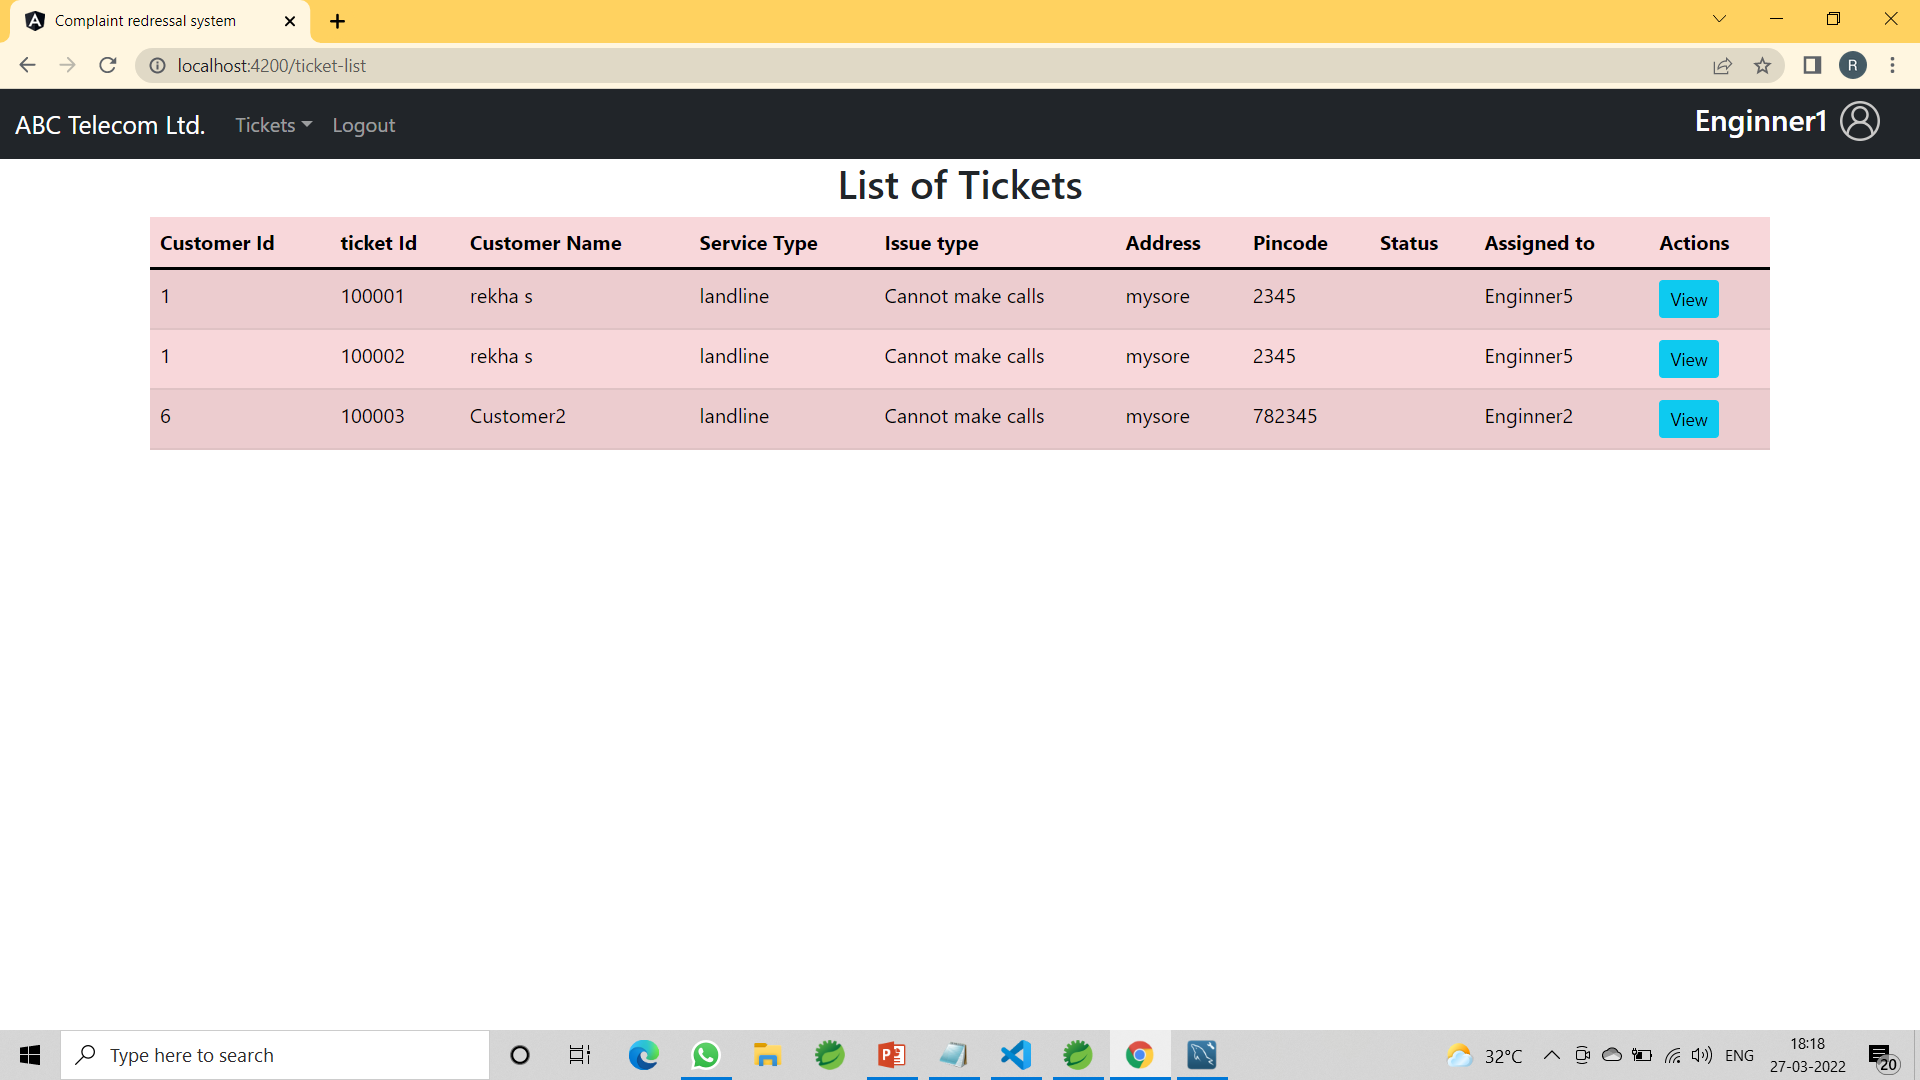 Complaint redressal system
localhost:4200/ticket-list
R
ABC Telecom Ltd. Tickets Logout Enginner1
List of Tickets
Customer Id ticket Id Customer Name Service Type Issue type Address Pincode Status Assigned to Actions
1 100001 rekha s landline Cannot make calls mysore 2345 Enginner5 View
1 100002 rekha s landline Cannot make calls mysore 2345 Enginner5 View
6 100003 Customer2 landline Cannot make calls mysore 782345 Enginner2 View
Type here to search 32°C ENG 18:18
27-03-2022 20